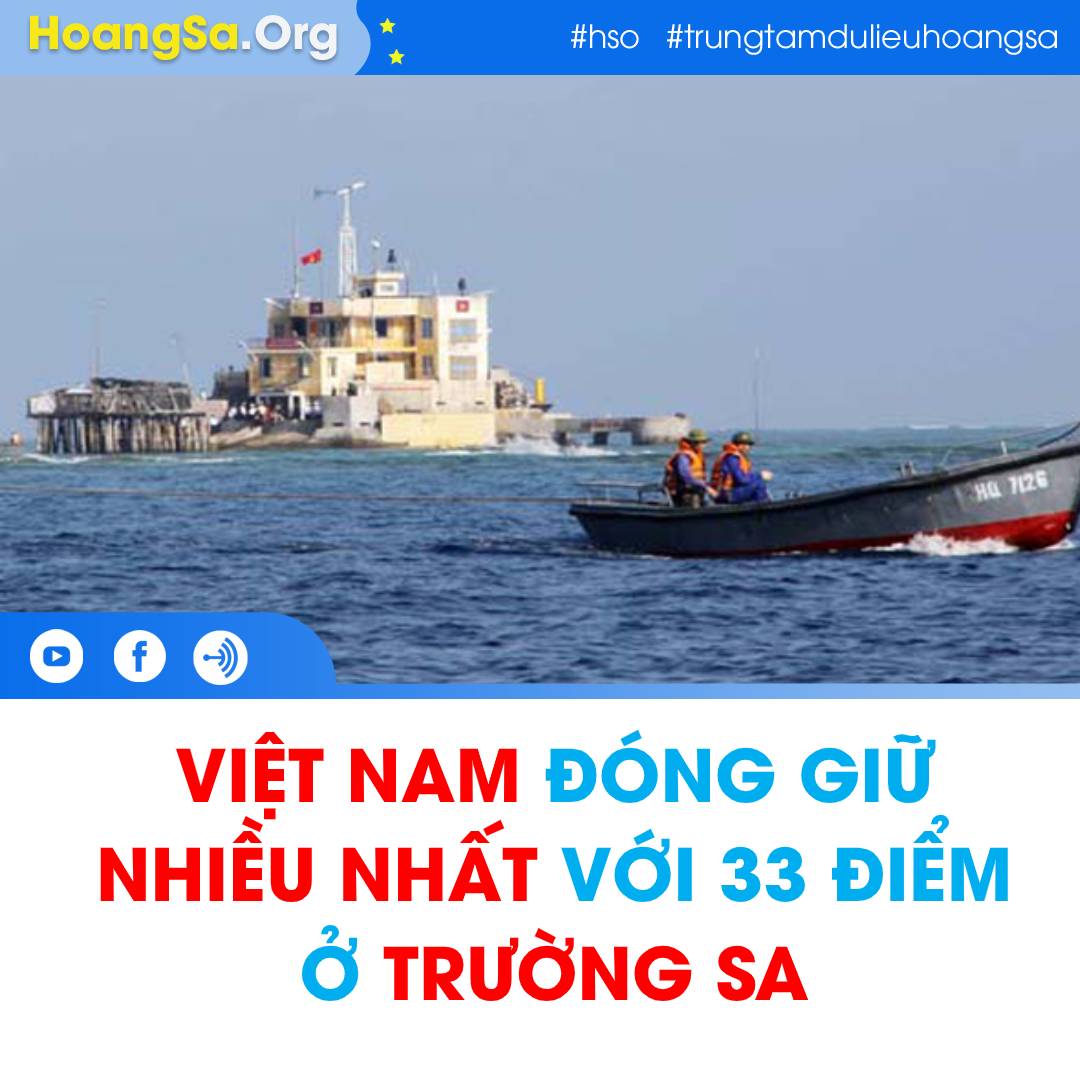 HoangSa.Org
#hso #trungtamdulieuhoangsa
HQ 7126
VIỆT NAM ĐÓNG GIỮ
NHIỀU NHẤT VỚI 33 ĐIỂM
Ở TRƯỜNG SA